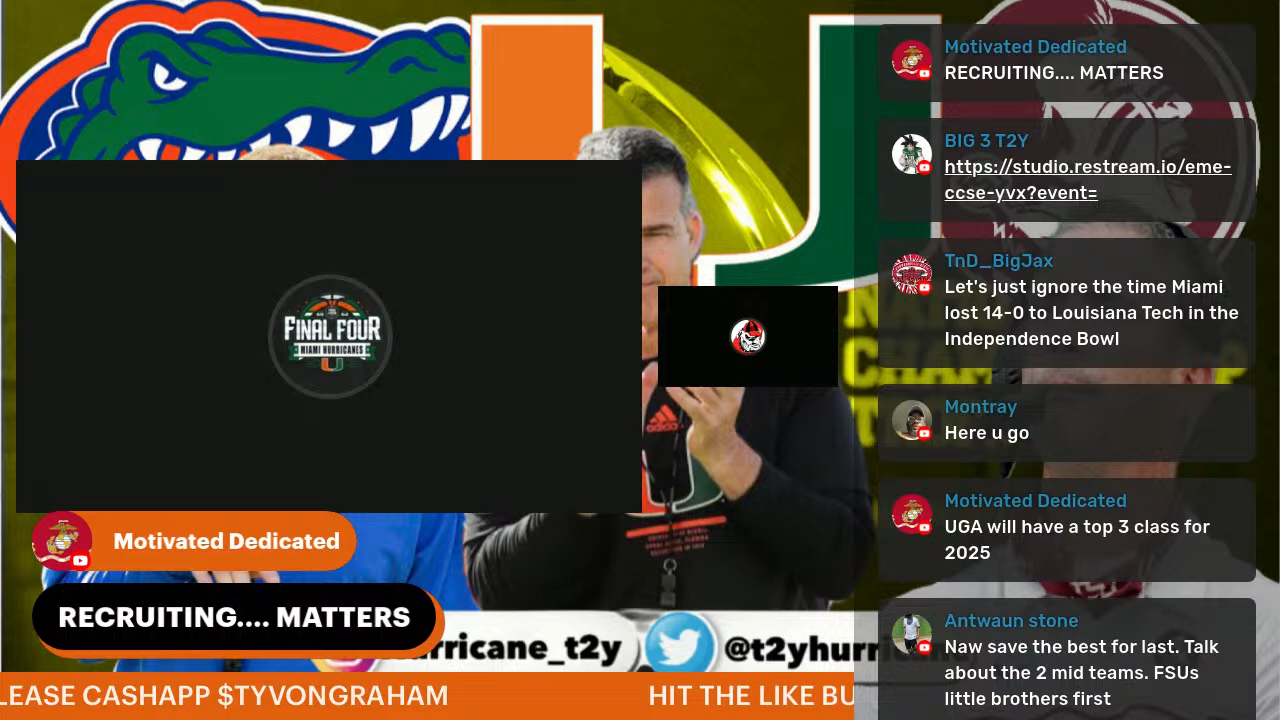 FINAL FOUR
MIAMI HURRICANES
Motivated Dedicated
RECRUITING.... MATTERS
rricane_t2y
@t2yhurr
LEASE CASHAPP $TYVONGRAHAM
HIT THE LIKE BU
Motivated Dedicated
RECRUITING.... MATTERS
BIG 3 T2Y
https://studio.restream.io/eme-
ccse-yvx?event=
TnD_BigJax
Let's just ignore the time Miami
lost 14-0 to Louisiana Tech in the
Independence Bowl
Montray
Here u go
Motivated Dedicated
UGA will have a top 3 class for
2025
Antwaun stone
Naw save the best for last. Talk
about the 2 mid teams. FSUs
little brothers first